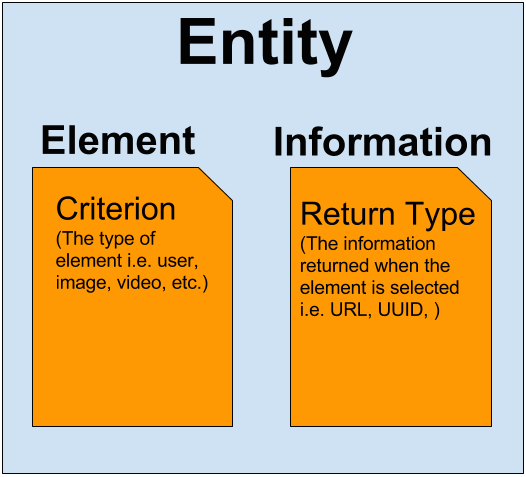 Entity
Element
Criterion
(The type of
element i.e. user,
image, video, etc.)
Information
Return Type
(The information
returned when the
element is selected
i.e. URL, UUID, )